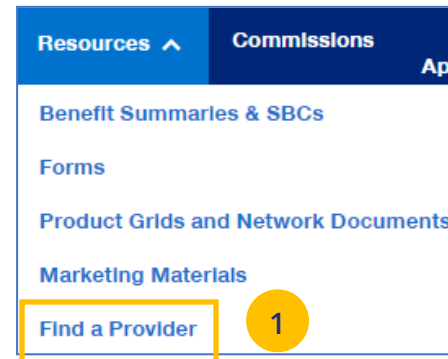 Resources
Commissions
Ap
Benefit Summaries & SBCs
Forms
Product Grids and Network Documents
Marketing Materials
Find a Provider
1